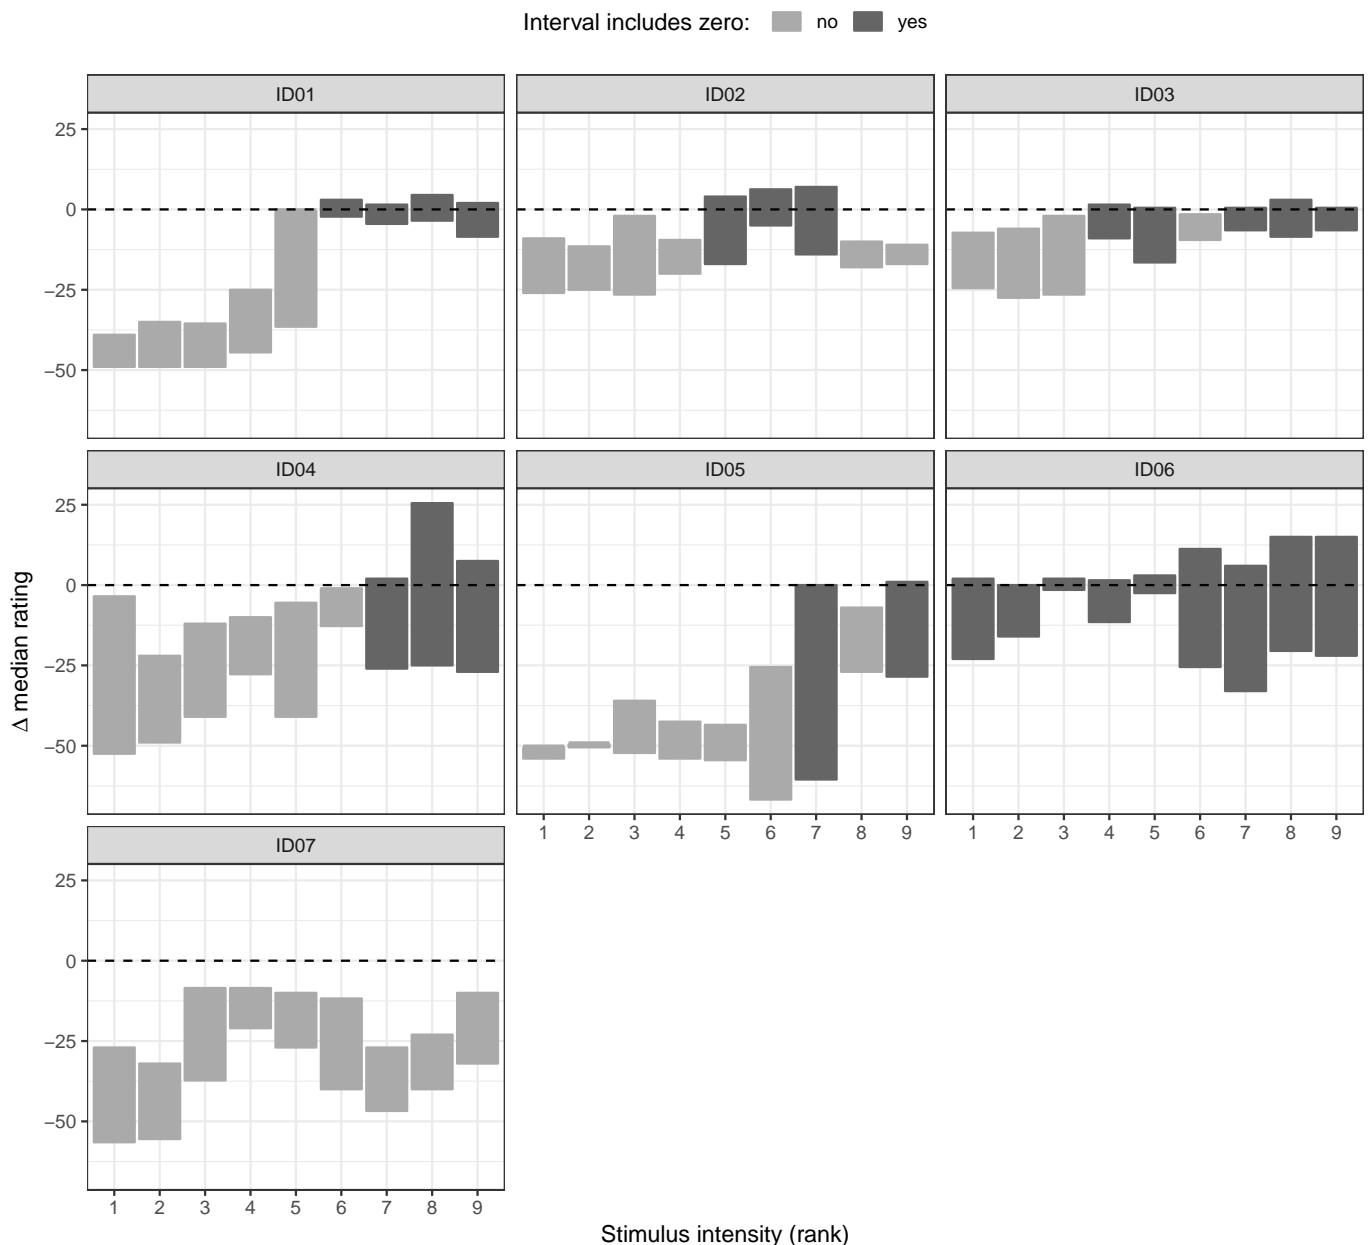 Interval includes zero: no yes
ID01 ID02 ID03
25
0
−25
−50
ID04 ID05 ID06
25
0
−25
−50
1 2 3 4 5 6 7 8 9 1 2 3 4 5 6 7 8 9
ID07
25
0
−25
−50
1 2 3 4 5 6 7 8 9
Δ median rating
Stimulus intensity (rank)